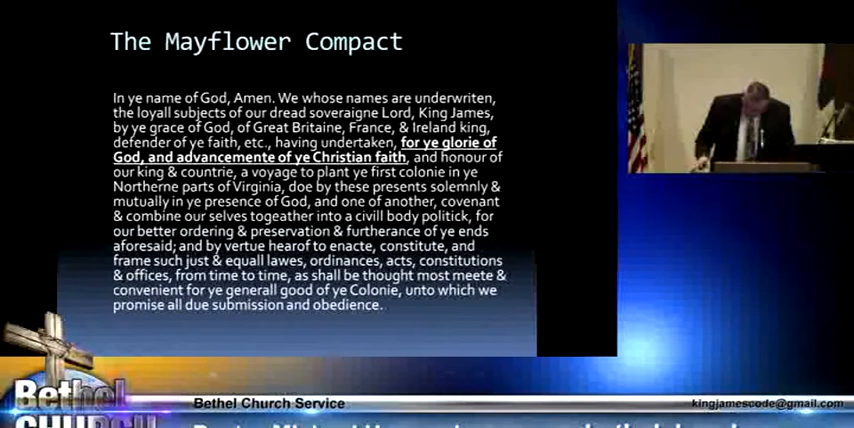 The Mayflower Compact
In ye name of God, Amen. We whose names are underwriten,
the loyall subjects of our dread soveraigne Lord, King James,
by ye grace of God, of Great Britaine, France, & Ireland king,
defender of ye faith, etc., having undertaken, for ye glorie of
God, and advancemente of ye Christian faith, and honour of
our king & countrie, a voyage to plant ye first colonie in ye
Northerne parts of Virginia, doe by these presents solemnly &
mutually in ye presence of God, and one of another, covenant
& combine our selves togeather into a civill body politick, for
our better ordering & preservation & furtherance of ye ends
aforesaid; and by vertue hearof to enacte, constitute, and
frame such just & equall lawes, ordinances, acts, constitutions
& offices, from time to time, as shall be thought most meete &
convenient for ye generall good of ye Colonie, unto which we
promise all due submission and obedience.
Bethel
CHURCH
Bethel Church Service
kingjamescode@gmail.com